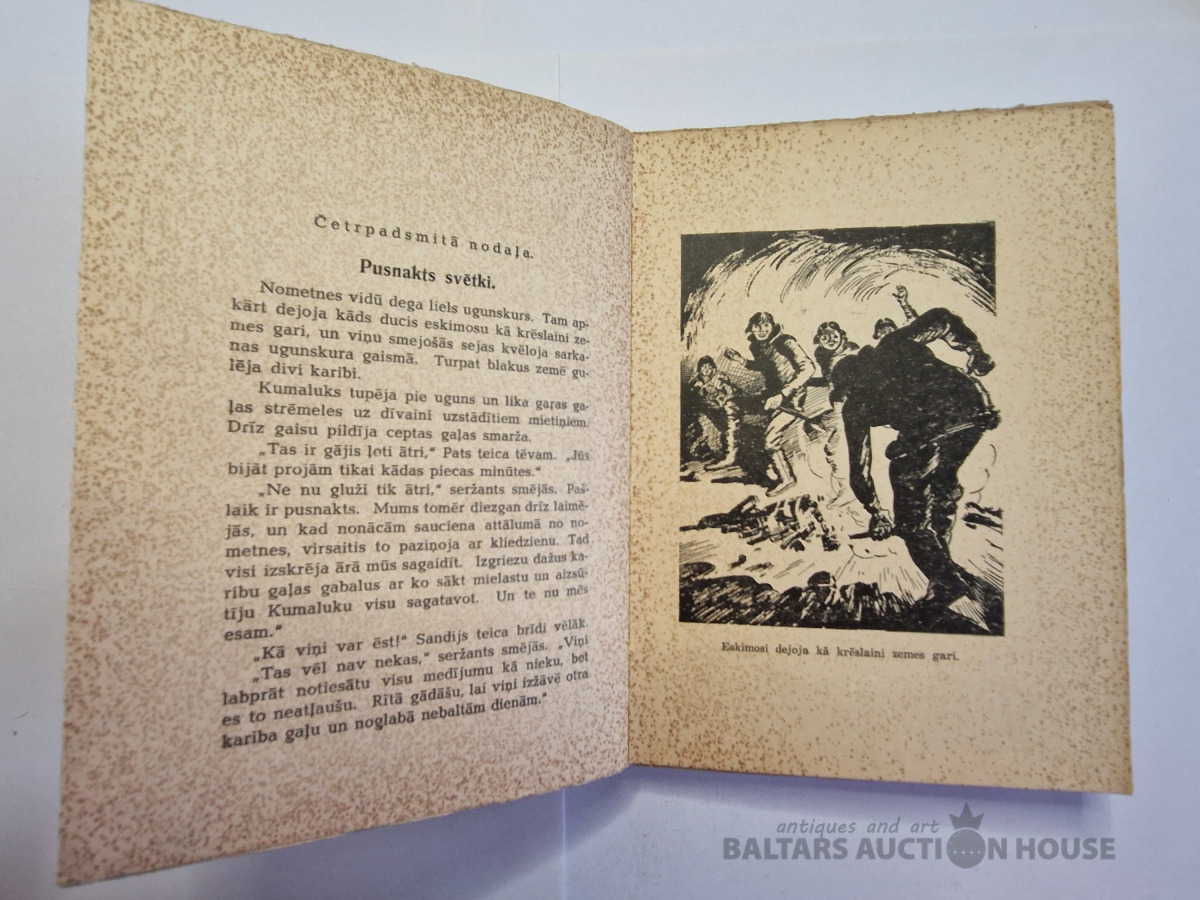 Četrpadsmitā nodaļa.
Pusnakts svētki.
Nometnes vidū dega liels ugunskurs. Tam ap-
kārt dejoja kāds ducis eskimosu kā krēslaini ze-
mes gari, un viņu smejošās sejas kvēloja sarka-
nas ugunskura gaismā. Turpat blakus zemē gu-
lēja divi karibi.
Kumaluks tupēja pie uguns un lika gaŗas ga-
ļas strēmeles uz dīvaini uzstādītiem mietiņiem.
Drīz gaisu pildīja ceptas gaļas smarža.
„Tas ir gājis ļoti ātri,“ Pats teica tēvam. „Jūs
bijāt projām tikai kādas piecas minūtes.“
„Ne nu gluži tik ātri,“ seržants smējās. Paš-
laik ir pusnakts. Mums tomēr diezgan drīz laimē-
jās, un kad nonācām sauciena attālumā no no-
metnes, virsaitis to paziņoja ar kliedzienu. Tad
visi izskrēja ārā mūs sagaidīt. Izgriezu dažus ka-
ribu gaļas gabalus ar ko sākt mielastu un aizsū-
tīju Kumaluku visu sagatavot. Un te nu mēs
esam.“
„Kā viņi var ēst!“ Sandijs teica brīdi vēlāk.
„Tas vēl nav nekas,“ seržants smējās. „Viņi
labprāt notiesātu visu medījumu kā nieku, bet
es to neatļaušu. Rītā gādāšu, lai viņi izžāvē otra
kariba gaļu un noglabā nebaltām dienām.“
Eskimosi dejoja kā krēslaini zemes gari.
antiques and art
BALTARS AUCTION HOUSE